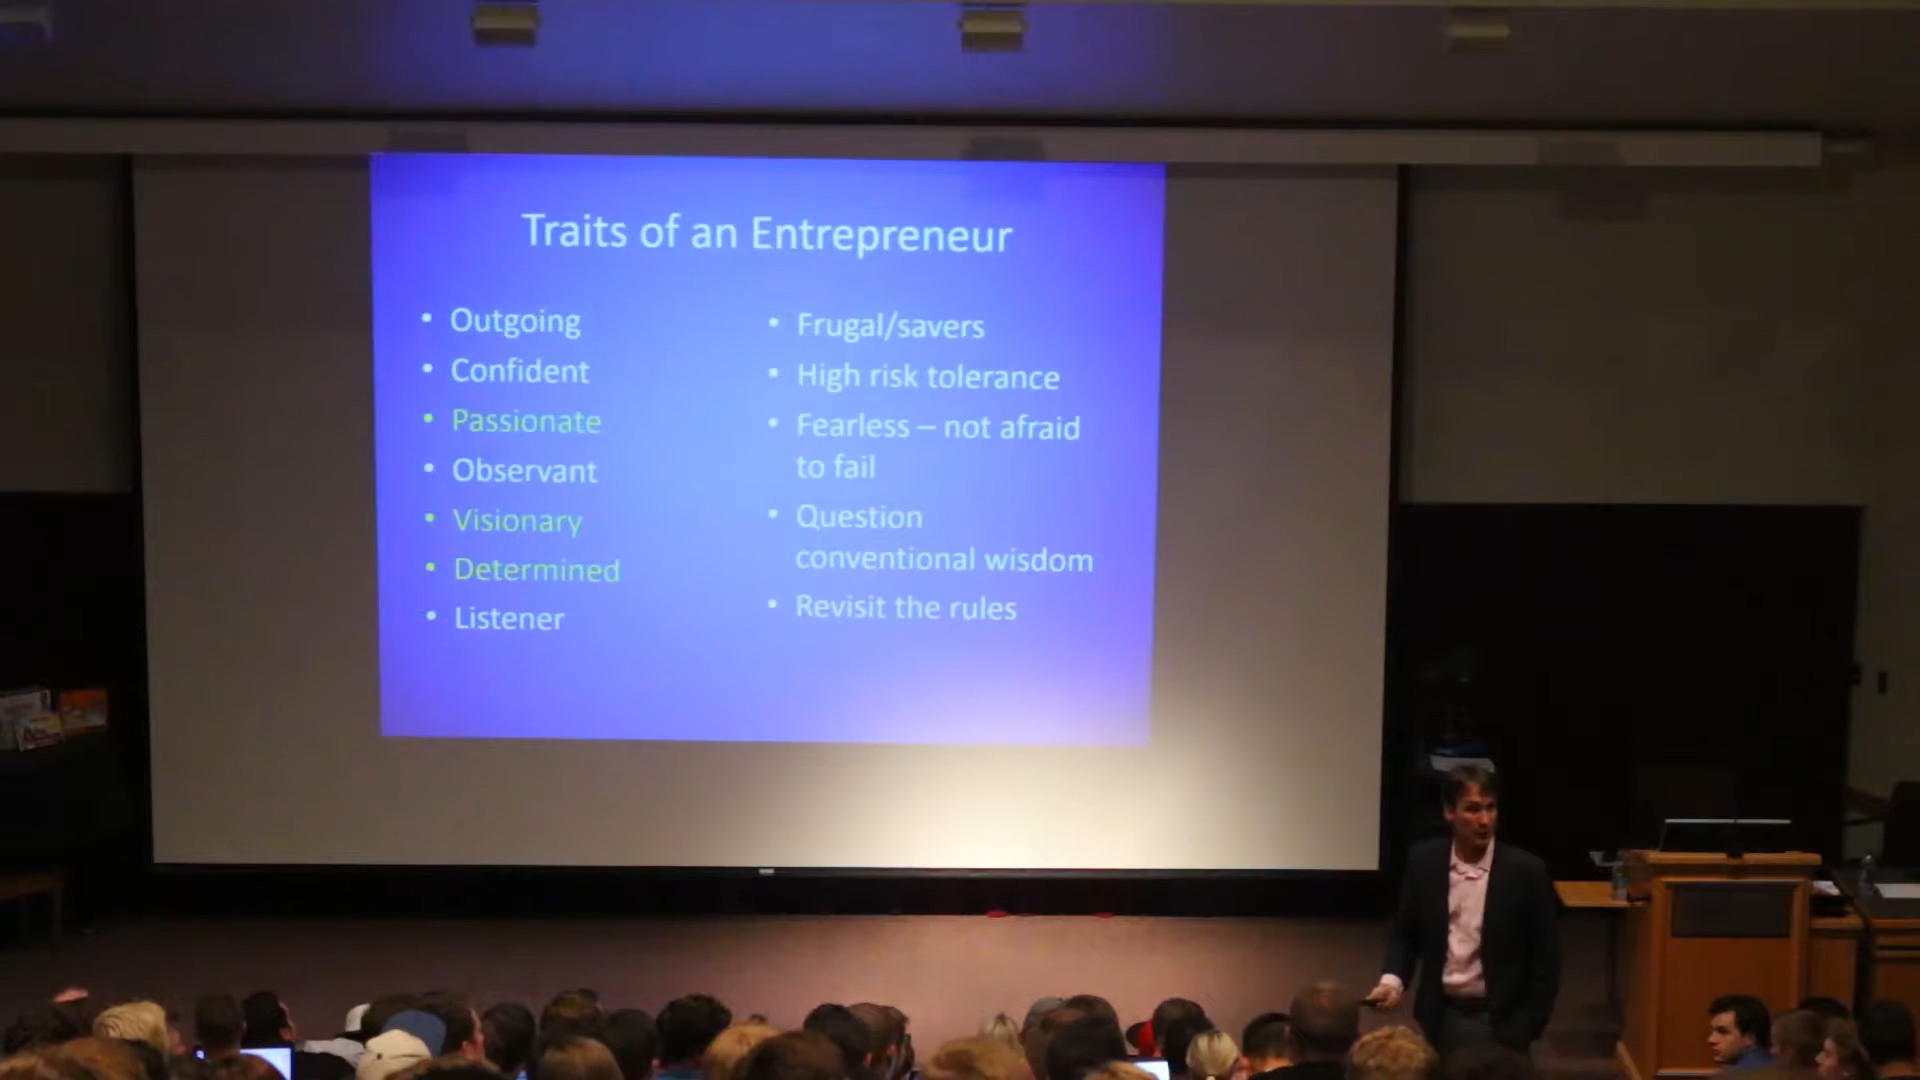 Traits of an Entrepreneur
• Outgoing
• Confident
• Passionate
• Observant
• Visionary
• Determined
• Listener
• Frugal/savers
• High risk tolerance
• Fearless – not afraid
to fail
• Question
conventional wisdom
• Revisit the rules